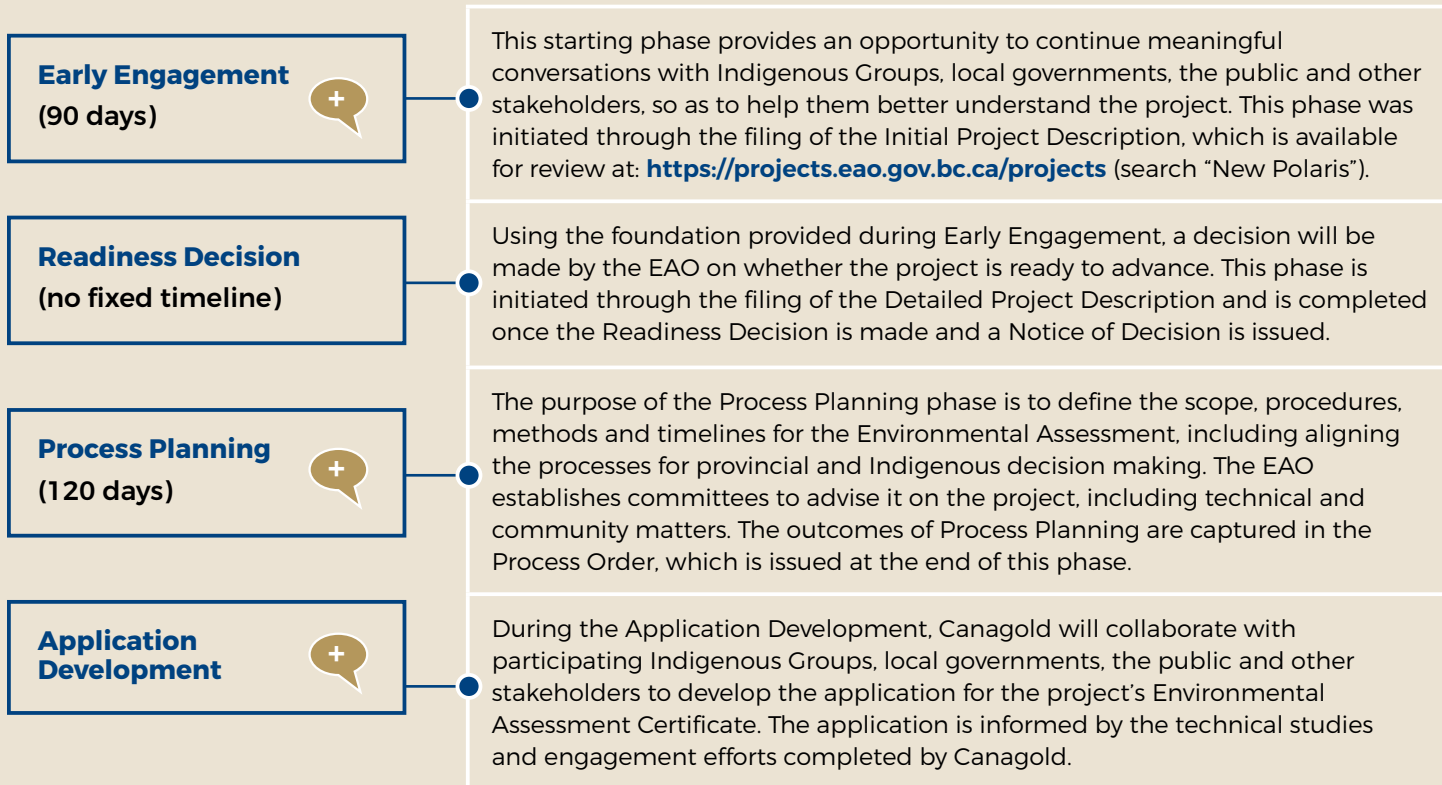 Early Engagement
(90 days)
+
This starting phase provides an opportunity to continue meaningful
conversations with Indigenous Groups, local governments, the public and other
stakeholders, so as to help them better understand the project. This phase was
initiated through the filing of the Initial Project Description, which is available
for review at: https://projects.eao.gov.bc.ca/projects (search “New Polaris”).
Readiness Decision
(no fixed timeline)
Using the foundation provided during Early Engagement, a decision will be
made by the EAO on whether the project is ready to advance. This phase is
initiated through the filing of the Detailed Project Description and is completed
once the Readiness Decision is made and a Notice of Decision is issued.
Process Planning
(120 days)
+
The purpose of the Process Planning phase is to define the scope, procedures,
methods and timelines for the Environmental Assessment, including aligning
the processes for provincial and Indigenous decision making. The EAO
establishes committees to advise it on the project, including technical and
community matters. The outcomes of Process Planning are captured in the
Process Order, which is issued at the end of this phase.
Application
Development
+
During the Application Development, Canagold will collaborate with
participating Indigenous Groups, local governments, the public and other
stakeholders to develop the application for the project’s Environmental
Assessment Certificate. The application is informed by the technical studies
and engagement efforts completed by Canagold.